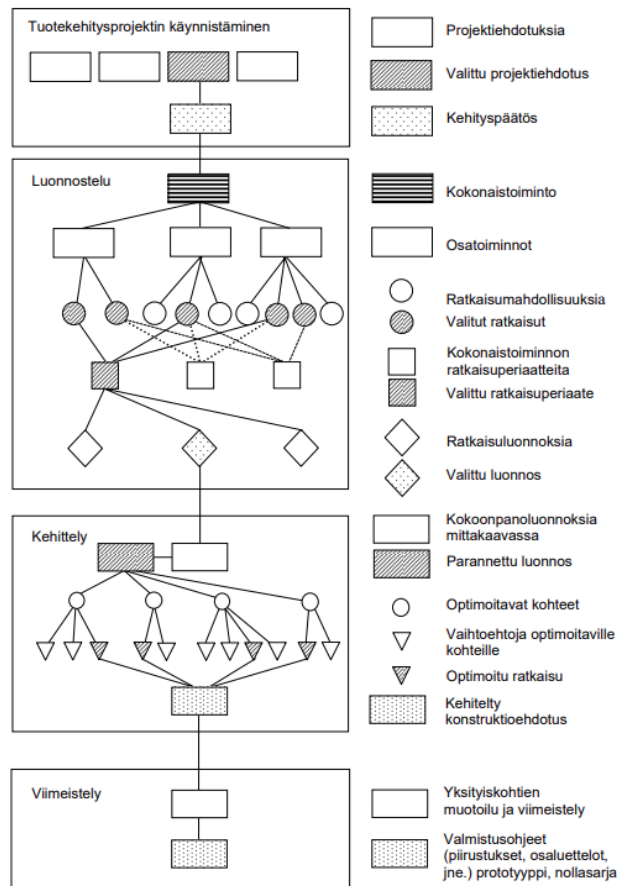 Tuotekehitysprojektin käynnistäminen
Projektiehdotuksia
Valittu projektiehdotus
Kehityspäätös
Luonnostelu
Kokonaistoiminto
Osatoiminnot
Ratkaisumahdollisuuksia
Valitut ratkaisut
Kokonaistoiminnon
ratkaisuperiaatteita
Valittu ratkaisuperiaate
Ratkaisuluonnoksia
Valittu luonnos
Kehittely
Kokoonpanoluonnoksia
mittakaavassa
Parannettu luonnos
Optimoitavat kohteet
Vaihtoehtoja optimoitaville
kohteille
Optimoitu ratkaisu
Kehitelty
konstruktioehdotus
Viimeistely
Yksityiskohtien
muotoilu ja viimeistely
Valmistusohjeet
(piirustukset, osaluettelot,
jne.) prototyyppi, nollasarja